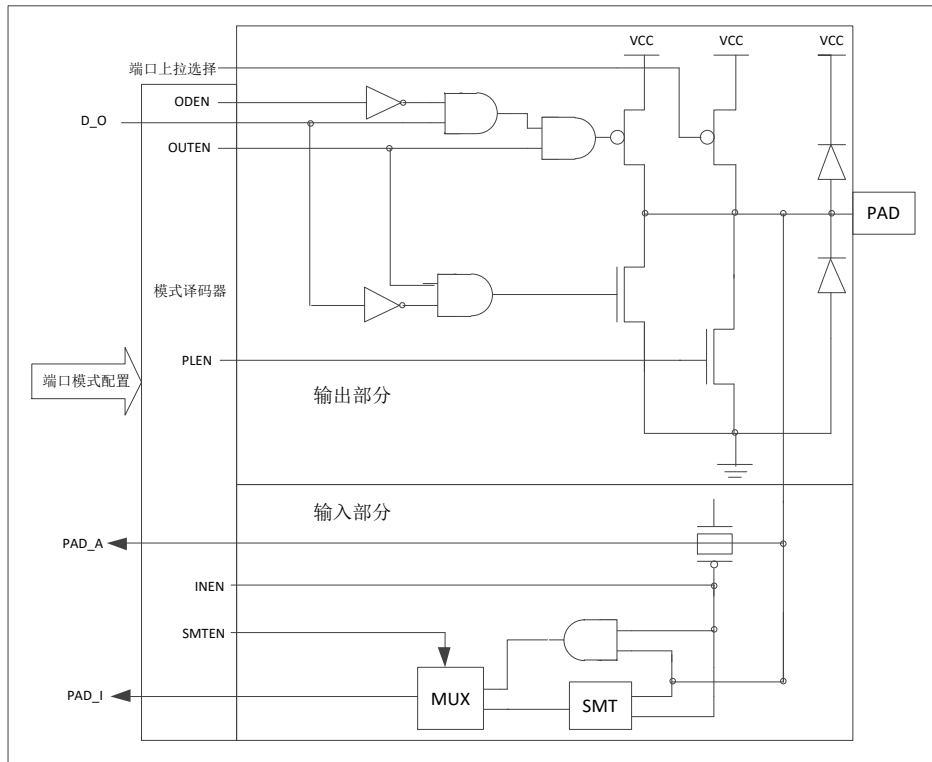 VCC
VCC
VCC
端口上拉选择
ODEN
D_O
OUTEN
PAD
模式译码器
PLEN
端口模式配置
输出部分
输入部分
PAD_A
INEN
SMTEN
PAD_I
MUX
SMT